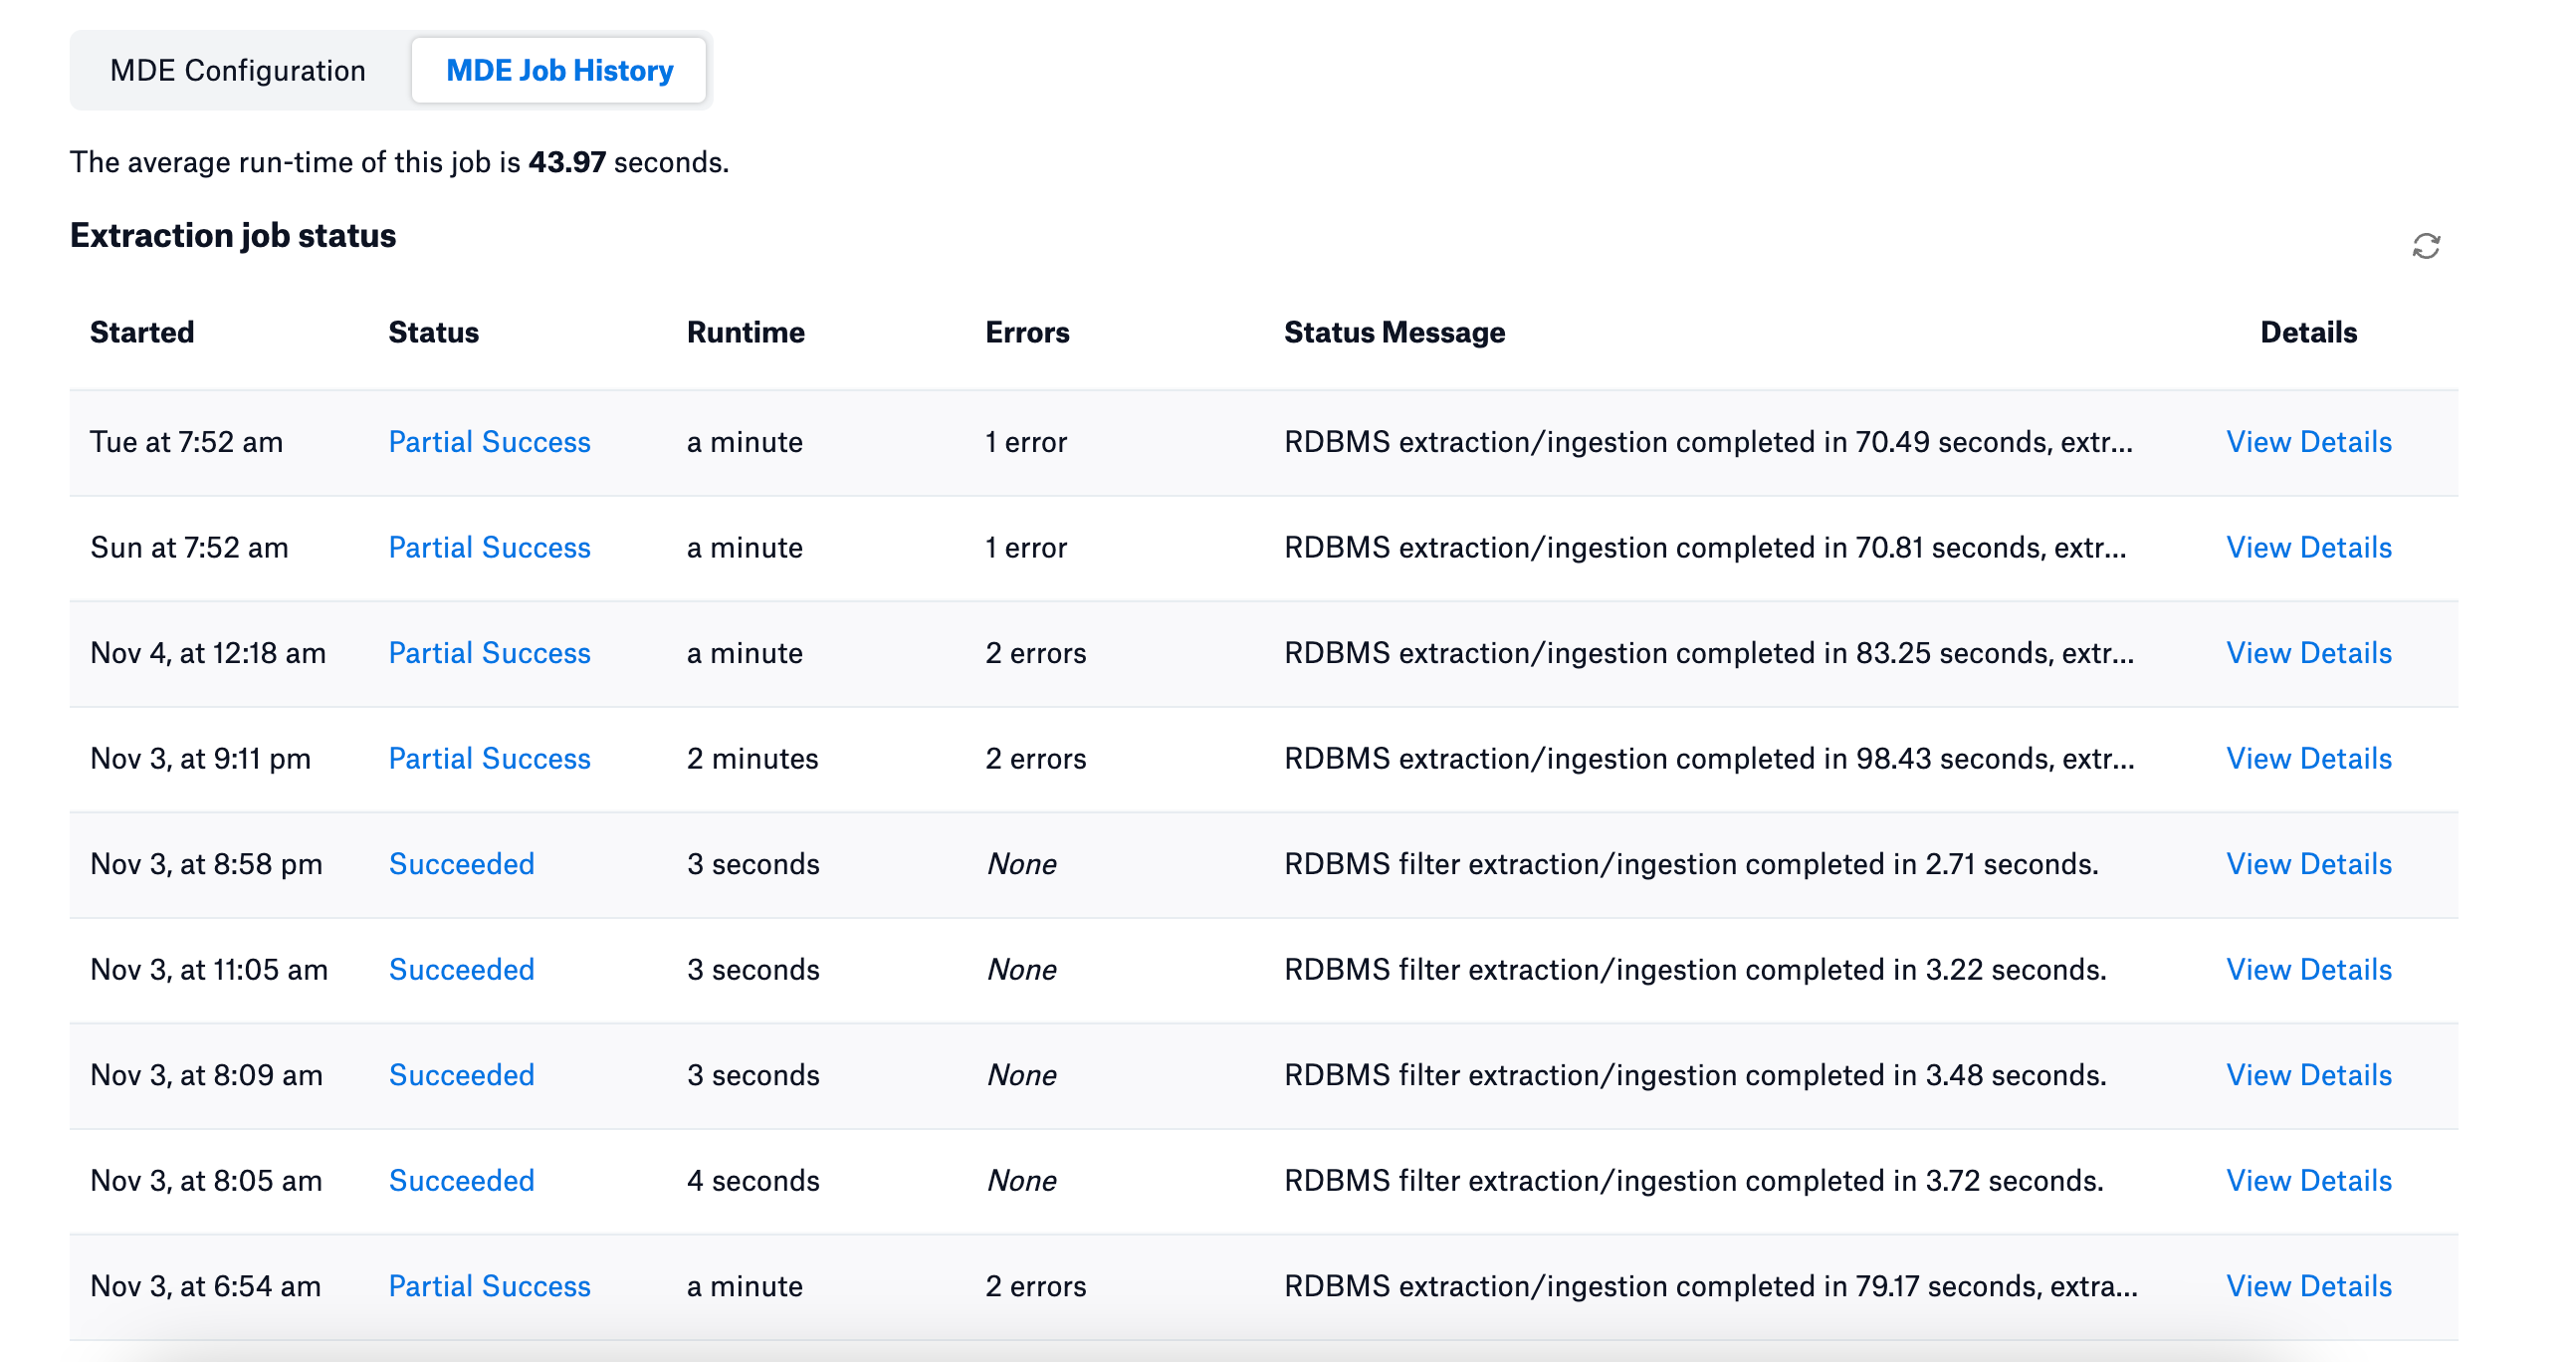 MDE Configuration MDE Job History
The average run-time of this job is 43.97 seconds.
Extraction job status
Started Status Runtime Errors Status Message Details
Tue at 7:52 am Partial Success a minute 1 error RDBMS extraction/ingestion completed in 70.49 seconds, extr... View Details
Sun at 7:52 am Partial Success a minute 1 error RDBMS extraction/ingestion completed in 70.81 seconds, extr... View Details
Nov 4, at 12:18 am Partial Success a minute 2 errors RDBMS extraction/ingestion completed in 83.25 seconds, extr... View Details
Nov 3, at 9:11 pm Partial Success 2 minutes 2 errors RDBMS extraction/ingestion completed in 98.43 seconds, extr... View Details
Nov 3, at 8:58 pm Succeeded 3 seconds None RDBMS filter extraction/ingestion completed in 2.71 seconds. View Details
Nov 3, at 11:05 am Succeeded 3 seconds None RDBMS filter extraction/ingestion completed in 3.22 seconds. View Details
Nov 3, at 8:09 am Succeeded 3 seconds None RDBMS filter extraction/ingestion completed in 3.48 seconds. View Details
Nov 3, at 8:05 am Succeeded 4 seconds None RDBMS filter extraction/ingestion completed in 3.72 seconds. View Details
Nov 3, at 6:54 am Partial Success a minute 2 errors RDBMS extraction/ingestion completed in 79.17 seconds, extra... View Details